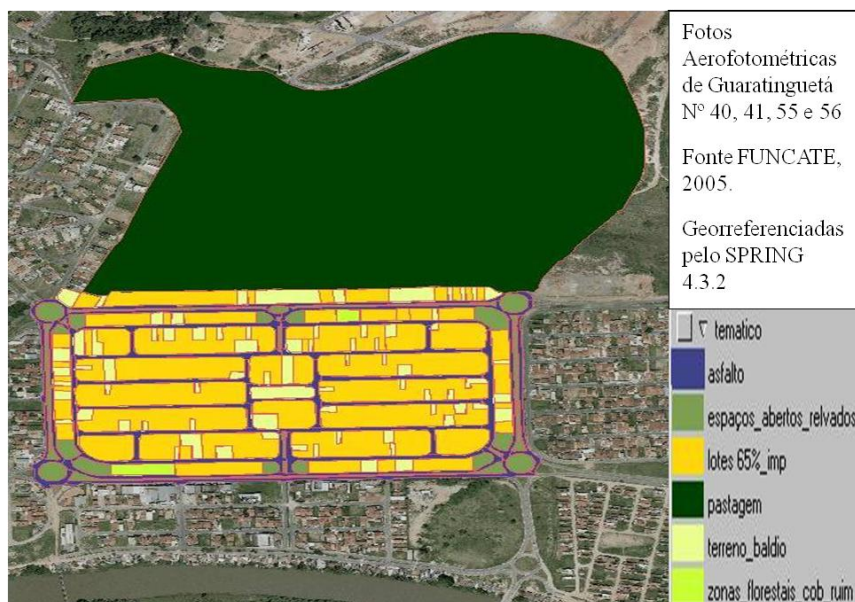 Fotos
Aerofotométricas
de Guaratinguetá
Nº 40, 41, 55 e 56
Fonte FUNCATE,
2005.
Georreferenciadas
pelo SPRING
4.3.2
tematico
asfalto
espaços_abertos_relvados
lotes 65%_imp
pastagem
terreno_baldio
zonas_florestais_cob_ruim